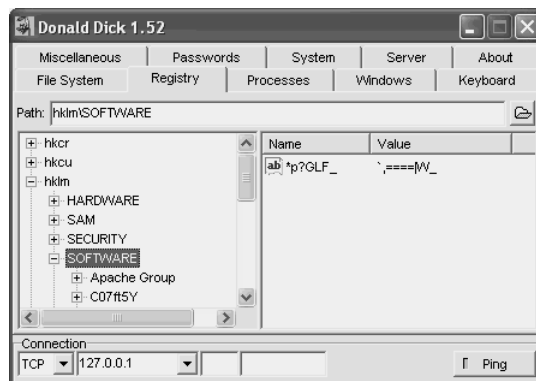 Donald Dick 1.52
Miscellaneous Passwords System Server About
File System Registry Processes Windows Keyboard
Path: hklm\SOFTWARE
Name Value
hkcr
ab *p?GLF_ `,====|W_
hkcu
hklm
HARDWARE
SAM
SECURITY
SOFTWARE
Apache Group
C07ft5Y
Connection
TCP 127.0.0.1 Ping